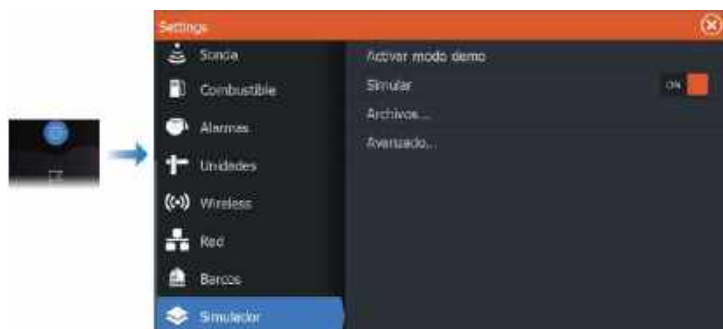 Settings
Sonda
Combustible
Alarmas
Unidades
Wireless
Red
Barcos
Simulador
Activar modo demo
Simular
ON
Archivos...
Avanzado...